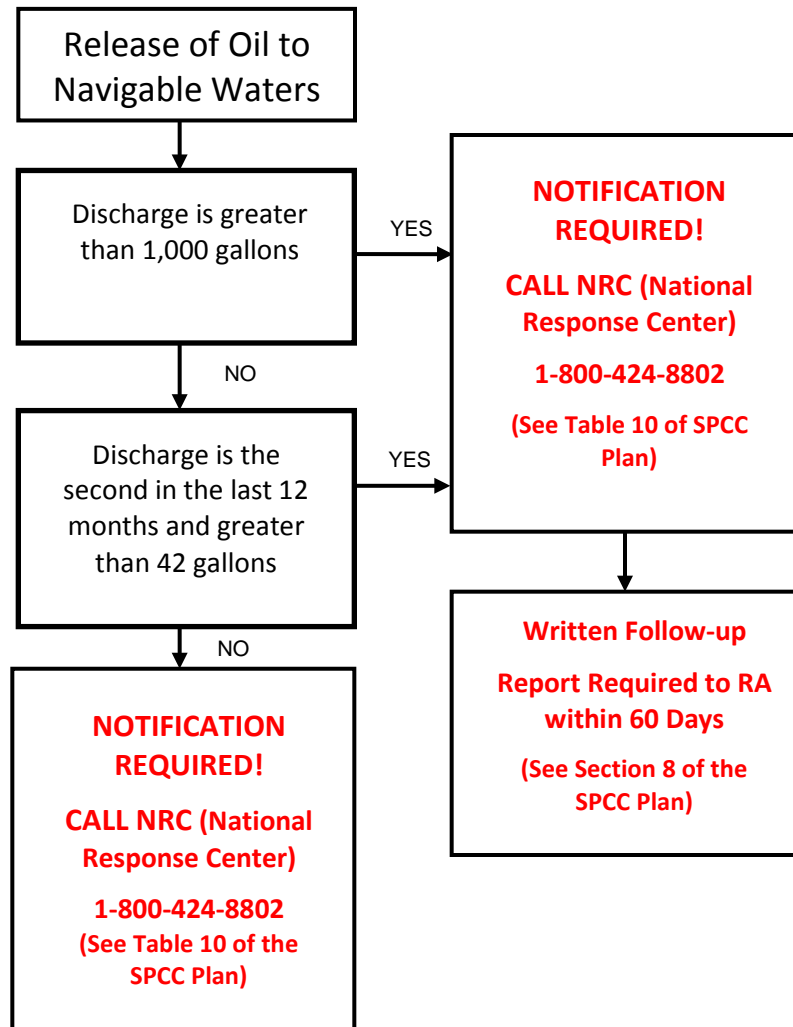 Release of Oil to
Navigable Waters
Discharge is greater
than 1,000 gallons
YES
NOTIFICATION
REQUIRED!
CALL NRC (National
Response Center)
1-800-424-8802
(See Table 10 of SPCC
Plan)
NO
Discharge is the
second in the last 12
months and greater
than 42 gallons
YES
Written Follow-up
Report Required to RA
within 60 Days
(See Section 8 of the
SPCC Plan)
NO
NOTIFICATION
REQUIRED!
CALL NRC (National
Response Center)
1-800-424-8802
(See Table 10 of the
SPCC Plan)